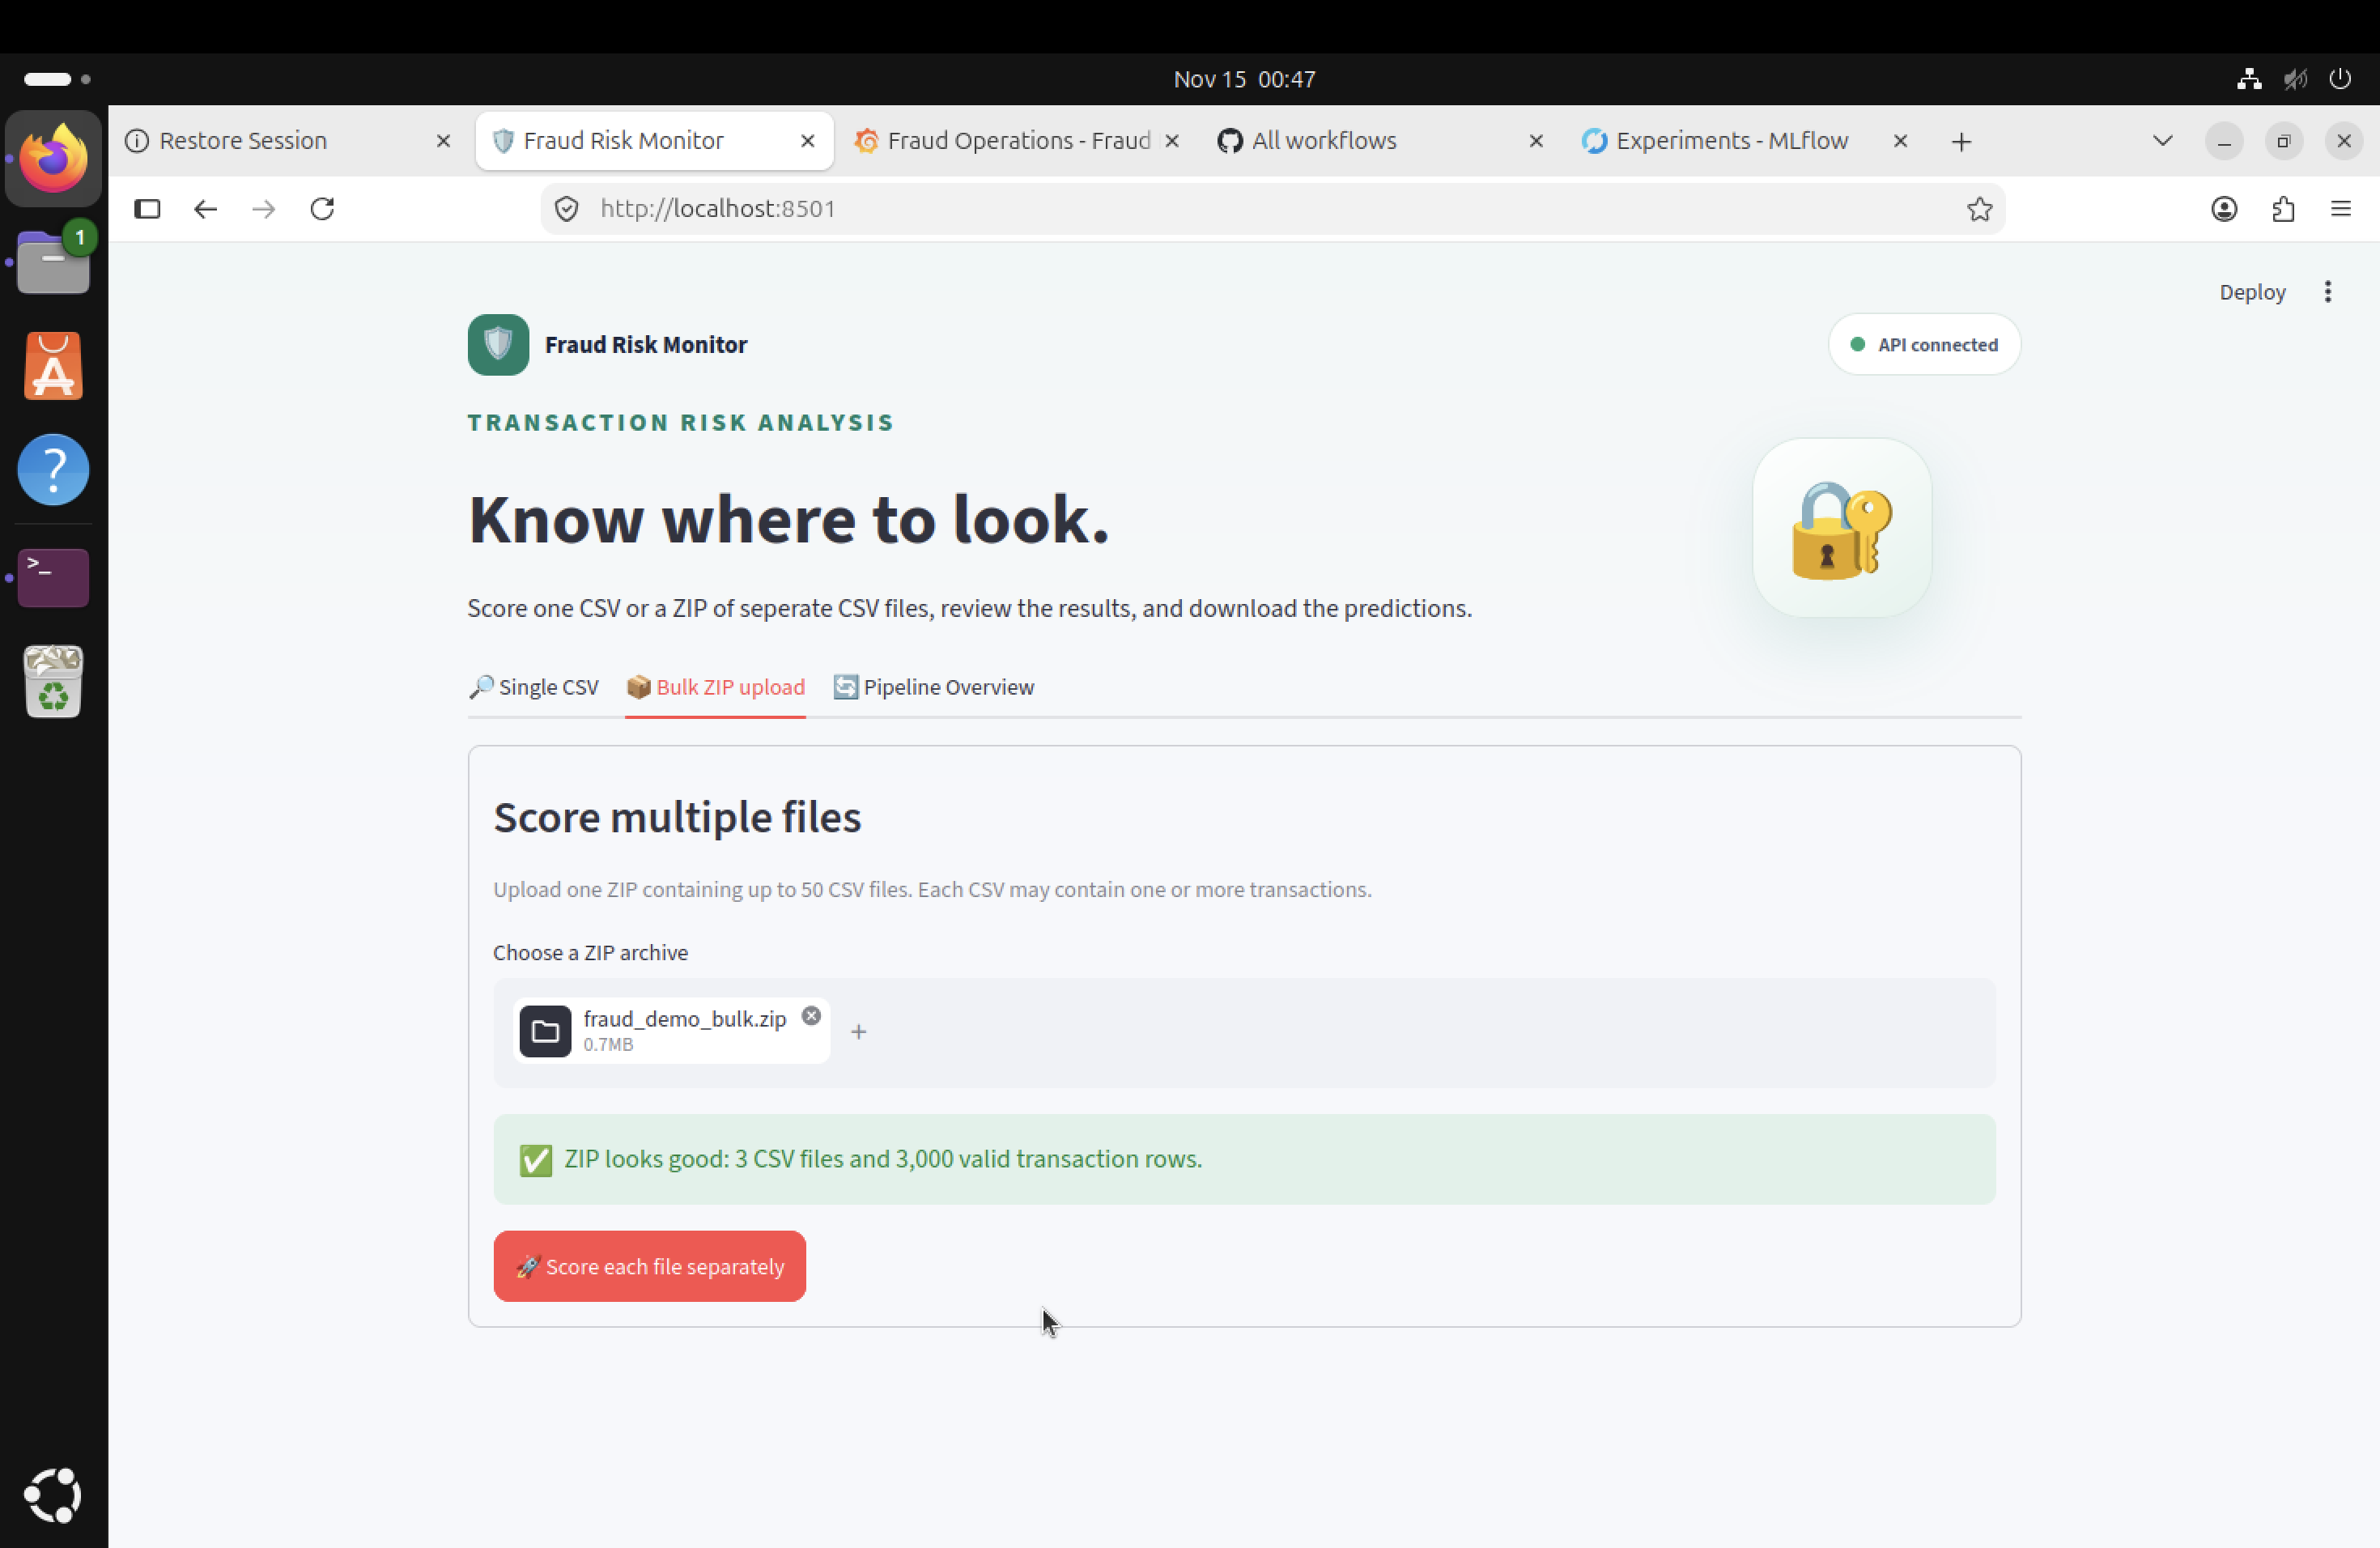 Nov 15 00:47
Restore Session
Fraud Risk Monitor
Fraud Operations - Fraud
All workflows
Experiments - MLflow
1
http://localhost:8501
Deploy
Fraud Risk Monitor
API connected
TRANSACTION RISK ANALYSIS
Know where to look.
Score one CSV or a ZIP of seperate CSV files, review the results, and download the predictions.
Single CSV
Bulk ZIP upload
Pipeline Overview
Score multiple files
Upload one ZIP containing up to 50 CSV files. Each CSV may contain one or more transactions.
Choose a ZIP archive
fraud_demo_bulk.zip
0.7MB
ZIP looks good: 3 CSV files and 3,000 valid transaction rows.
Score each file separately